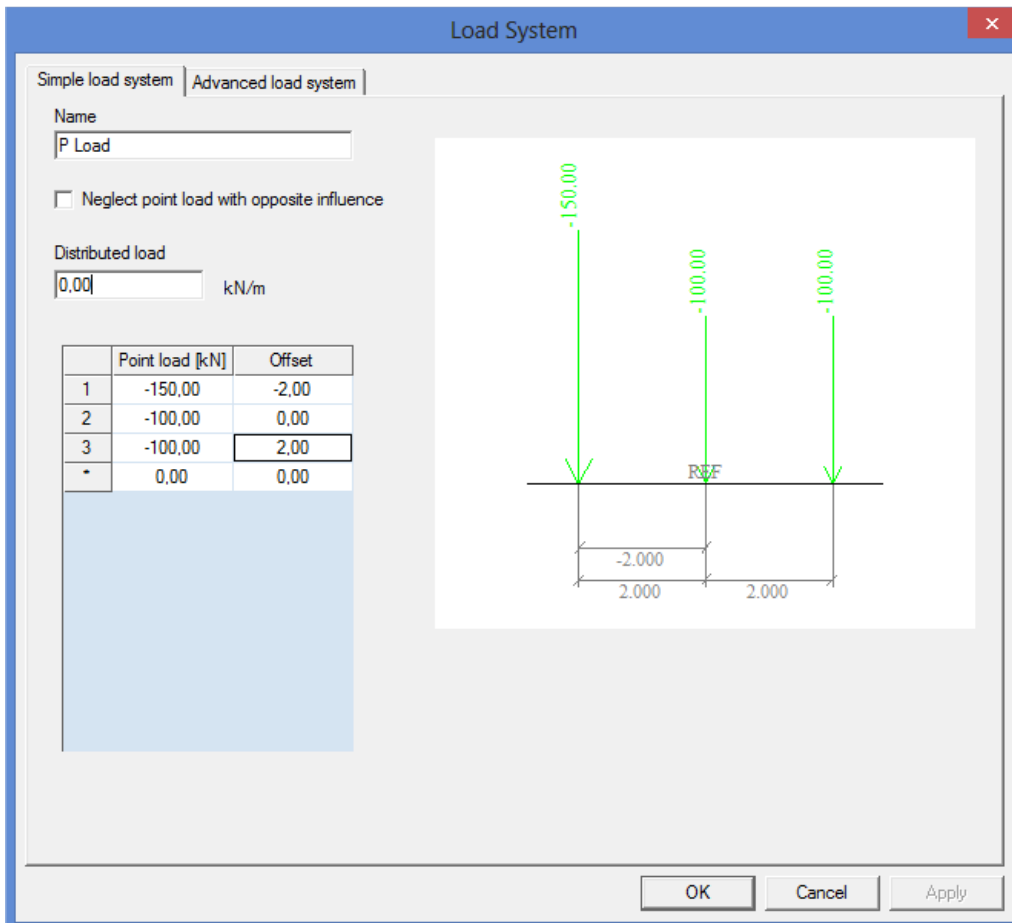 Load System
Simple load system
Advanced load system
Name
P Load
Neglect point load with opposite influence
Distributed load
0,00 kN/m
Point load [kN] Offset
1 -150,00 -2,00
2 -100,00 0,00
3 -100,00 2,00
* 0,00 0,00
-150.00
-100.00
-100.00
REF
-2.000
2.000 2.000
OK Cancel Apply